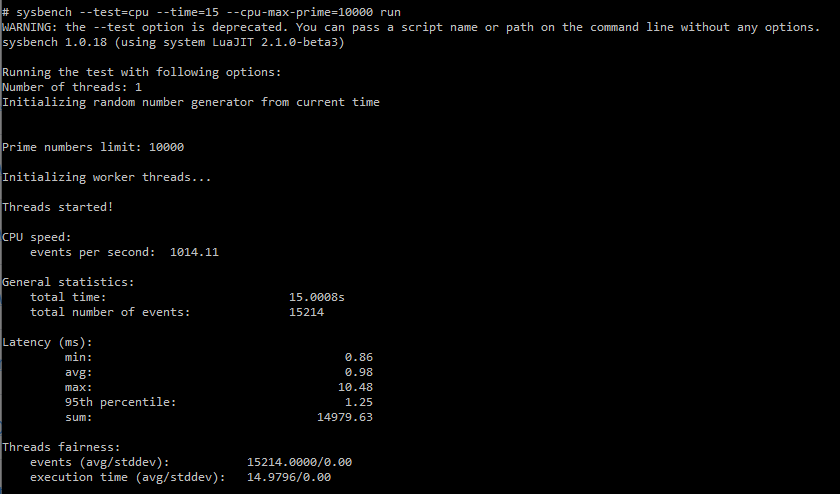 # sysbench --test=cpu --time=15 --cpu-max-prime=10000 run
WARNING: the --test option is deprecated. You can pass a script name or path on the command line without any options.
sysbench 1.0.18 (using system LuaJIT 2.1.0-beta3)
Running the test with following options:
Number of threads: 1
Initializing random number generator from current time
Prime numbers limit: 10000
Initializing worker threads...
Threads started!
CPU speed:
events per second: 1014.11
General statistics:
total time: 15.0008s
total number of events: 15214
Latency (ms):
min: 0.86
avg: 0.98
max: 10.48
95th percentile: 1.25
sum: 14979.63
Threads fairness:
events (avg/stddev): 15214.0000/0.00
execution time (avg/stddev): 14.9796/0.00